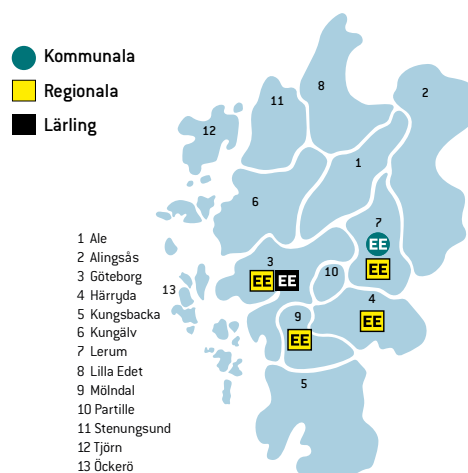 Kommunala
Regionala
Lärling
8
2
11
12
1
6
7
EE
3
EE
EE EE
10
13
4
9
EE
EE
5
1 Ale
2 Alingsås
3 Göteborg
4 Härryda
5 Kungsbacka
6 Kungälv
7 Lerum
8 Lilla Edet
9 Mölndal
10 Partille
11 Stenungsund
12 Tjörn
13 Öckerö